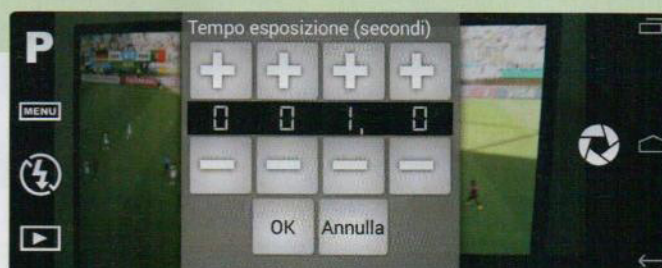 Tempo esposizione (secondi)
P
MENU
0 0 1, 0
OK Annulla